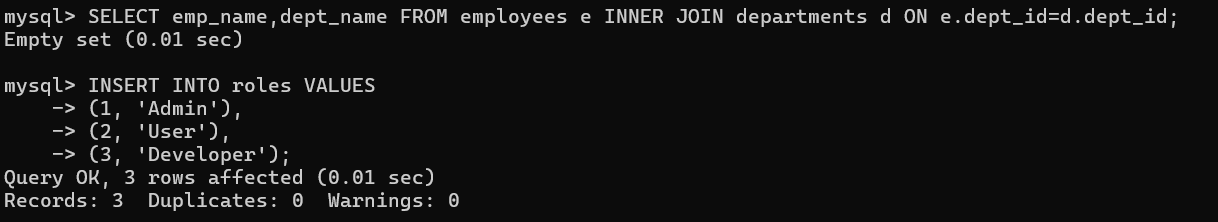 mysql> SELECT emp_name,dept_name FROM employees e INNER JOIN departments d ON e.dept_id=d.dept_id;
Empty set (0.01 sec)

mysql> INSERT INTO roles VALUES
    -> (1, 'Admin'),
    -> (2, 'User'),
    -> (3, 'Developer');
Query OK, 3 rows affected (0.01 sec)
Records: 3  Duplicates: 0  Warnings: 0